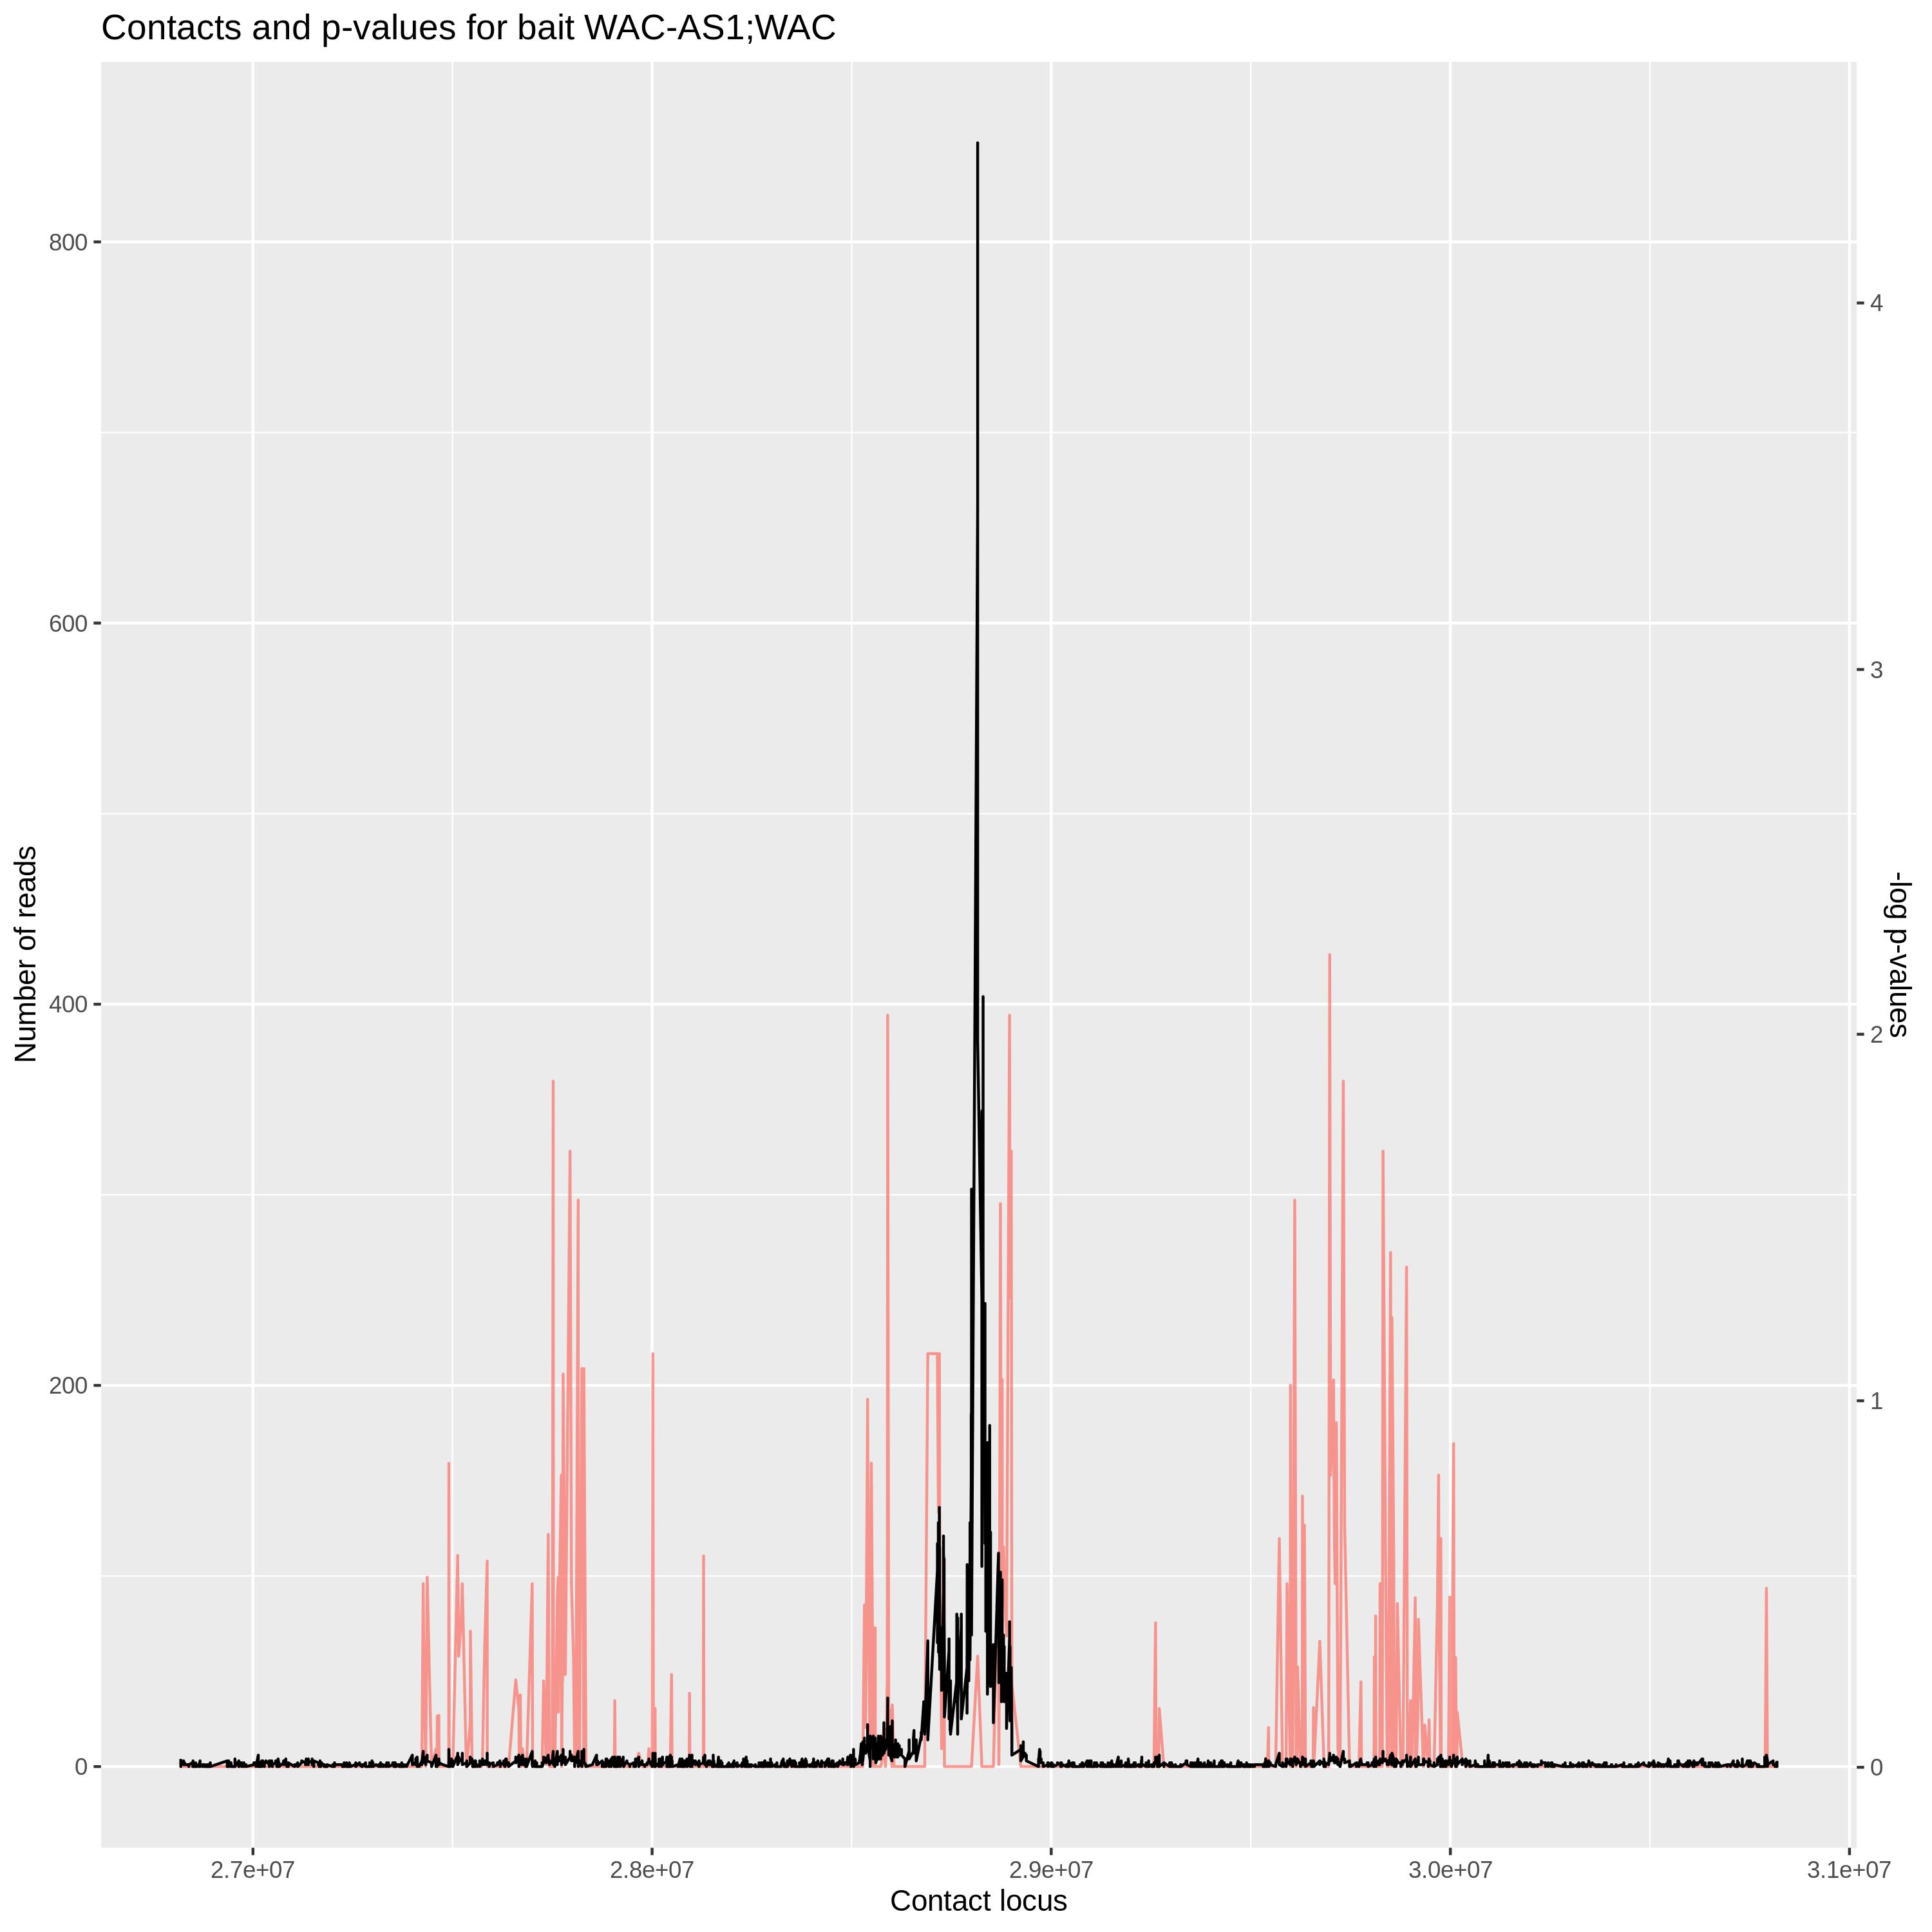 Contacts and p-values for bait WAC-AS1;WAC
800
600
400
200
0
Number of reads
4
3
2
1
0
-log p-values
2.7e+07
2.8e+07
2.9e+07
3.0e+07
3.1e+07
Contact locus